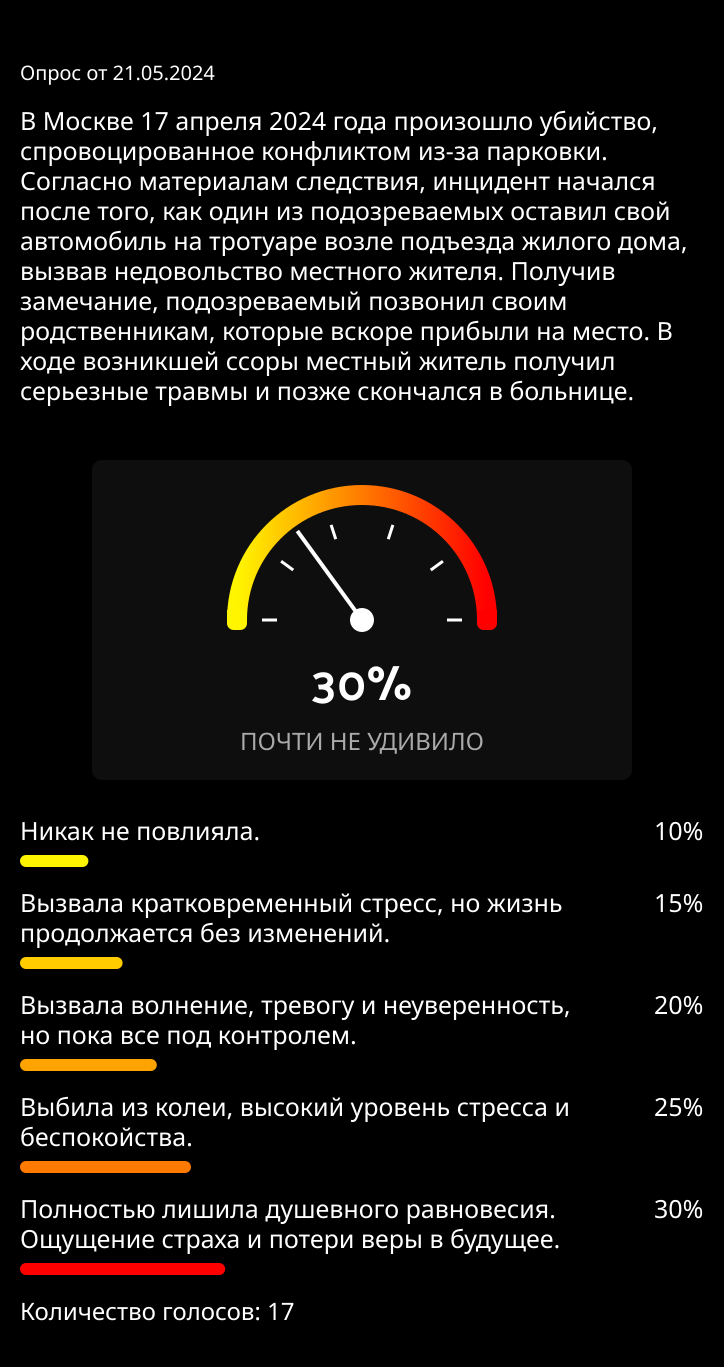 Опрос от 21.05.2024
В Москве 17 апреля 2024 года произошло убийство,
спровоцированное конфликтом из-за парковки.
Согласно материалам следствия, инцидент начался
после того, как один из подозреваемых оставил свой
автомобиль на тротуаре возле подъезда жилого дома,
вызвав недовольство местного жителя. Получив
замечание, подозреваемый позвонил своим
родственникам, которые вскоре прибыли на место. В
ходе возникшей ссоры местный житель получил
серьезные травмы и позже скончался в больнице.
30%
ПОЧТИ НЕ УДИВИЛО
Никак не повлияла. 10%
Вызвала кратковременный стресс, но жизнь 15%
продолжается без изменений.
Вызвала волнение, тревогу и неуверенность, 20%
но пока все под контролем.
Выбила из колеи, высокий уровень стресса и 25%
беспокойства.
Полностью лишила душевного равновесия. 30%
Ощущение страха и потери веры в будущее.
Количество голосов: 17